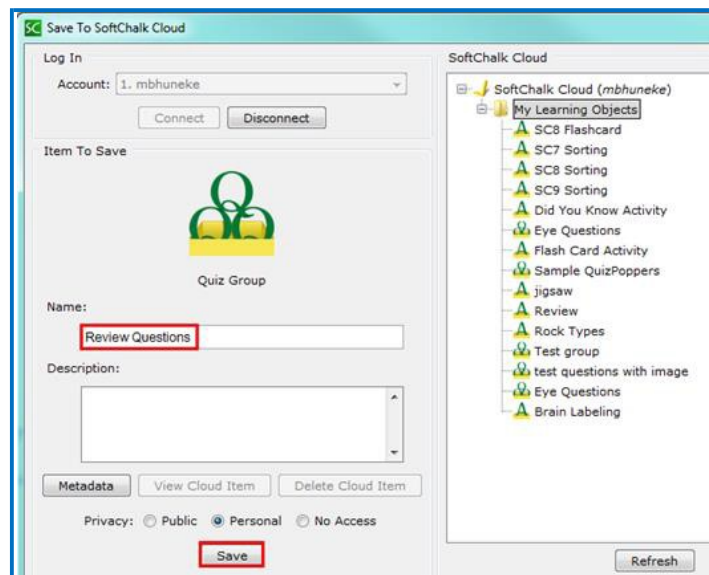 SC Save To SoftChalk Cloud
Log In
Account: 1. mbhuneke
Connect Disconnect
Item To Save
Quiz Group
Name:
Review Questions
Description:
Metadata View Cloud Item Delete Cloud Item
Privacy: Public Personal No Access
Save
SoftChalk Cloud
SoftChalk Cloud (mbhuneke)
My Learning Objects
A SC8 Flashcard
A SC7 Sorting
A SC8 Sorting
A SC9 Sorting
A Did You Know Activity
Eye Questions
A Flash Card Activity
Sample QuizPoppers
A jigsaw
A Review
A Rock Types
Test group
test questions with image
Eye Questions
A Brain Labeling
Refresh